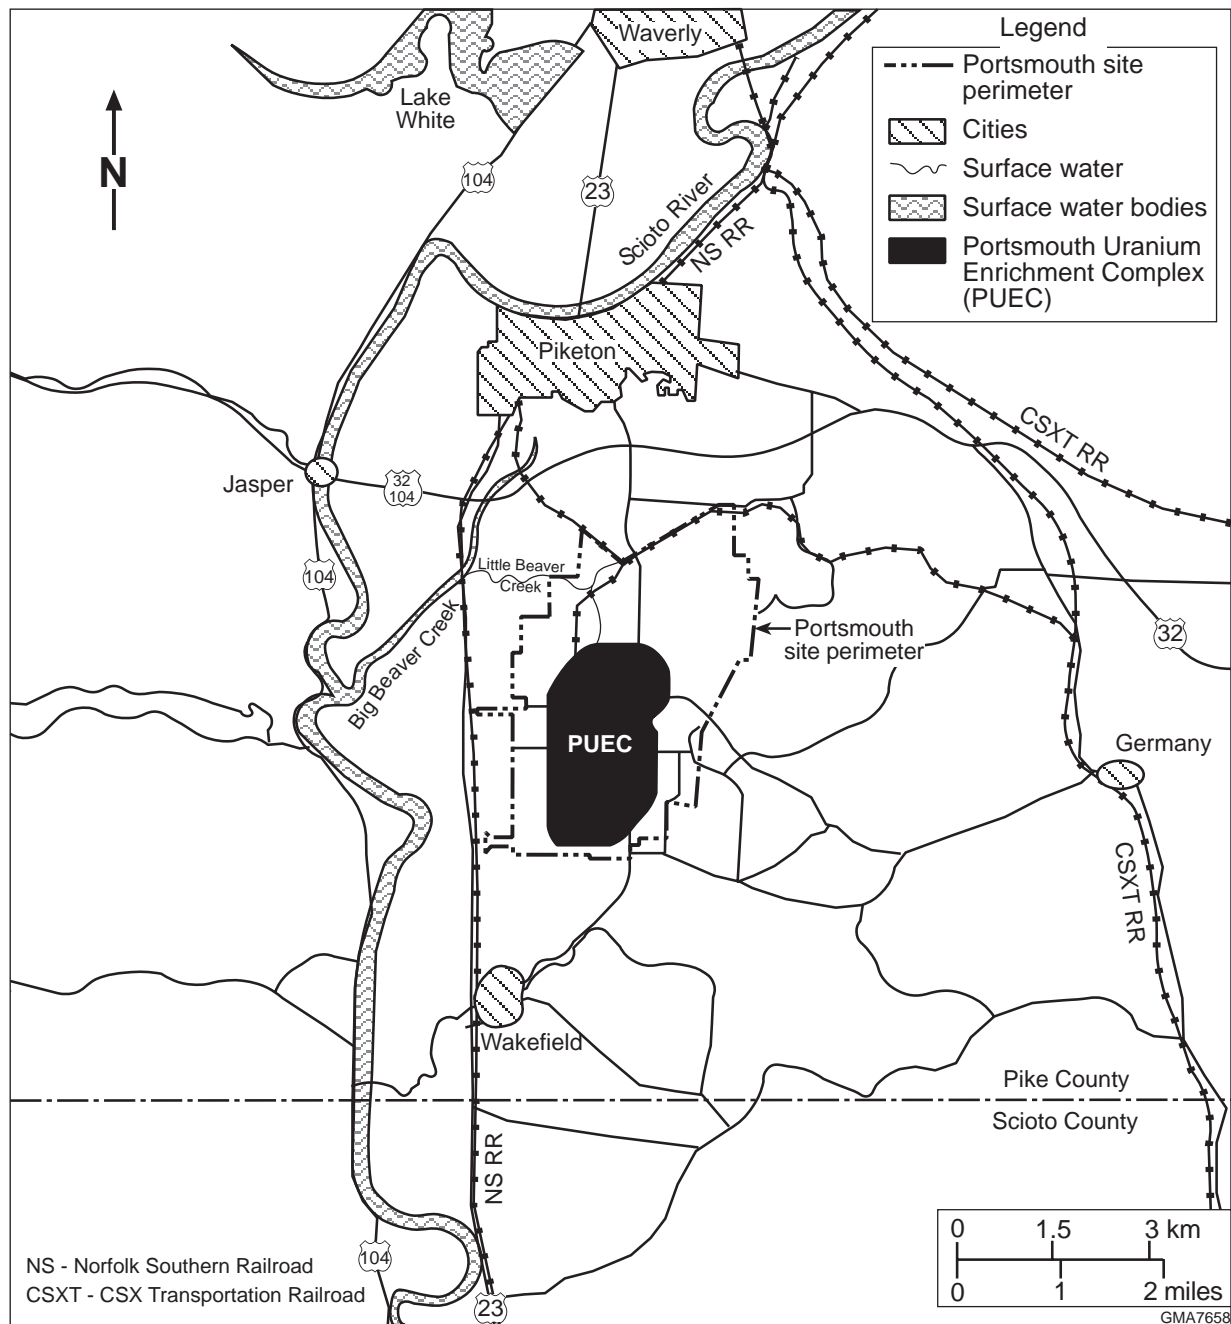 Waverly
Legend
Portsmouth site
perimeter
Cities
Surface water
Surface water bodies
Portsmouth Uranium
Enrichment Complex
(PUEC)
Lake
White
N
104
23
Scioto River
NS RR
Piketon
CSXT RR
Jasper
32
104
104
Little Beaver
Creek
Big Beaver Creek
Portsmouth
site perimeter
32
PUEC
Germany
CSXT RR
Wakefield
Pike County
Scioto County
NS RR
104
23
NS - Norfolk Southern Railroad
CSXT - CSX Transportation Railroad
0 1.5 3 km
0 1 2 miles
GMA7658